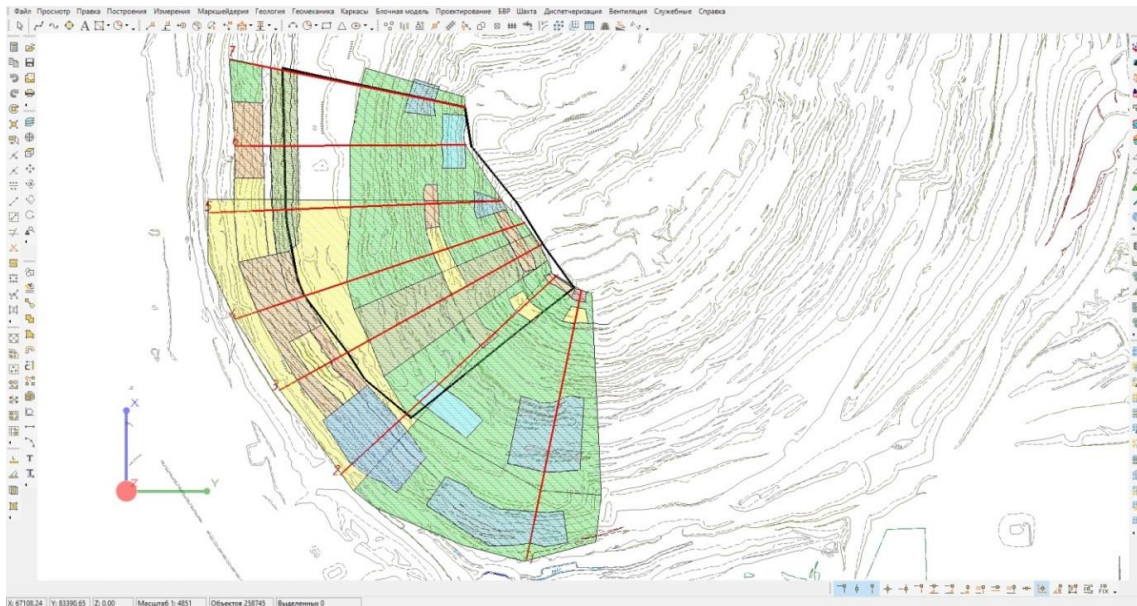 Файл Просмотр Правка Построения Измерения Маркшейдерия Геология Геомеханика Каркасы Блочная модель Проектирование БВР Шахта Диспетчеризация Вентиляция Служебные Справка
7
6
5
4
3
2
1
X
Y
Z
X: 67108.24 Y: 83390.65 Z: 0.00 Масштаб 1: 4851 Объектов 258745 Выделенных 0